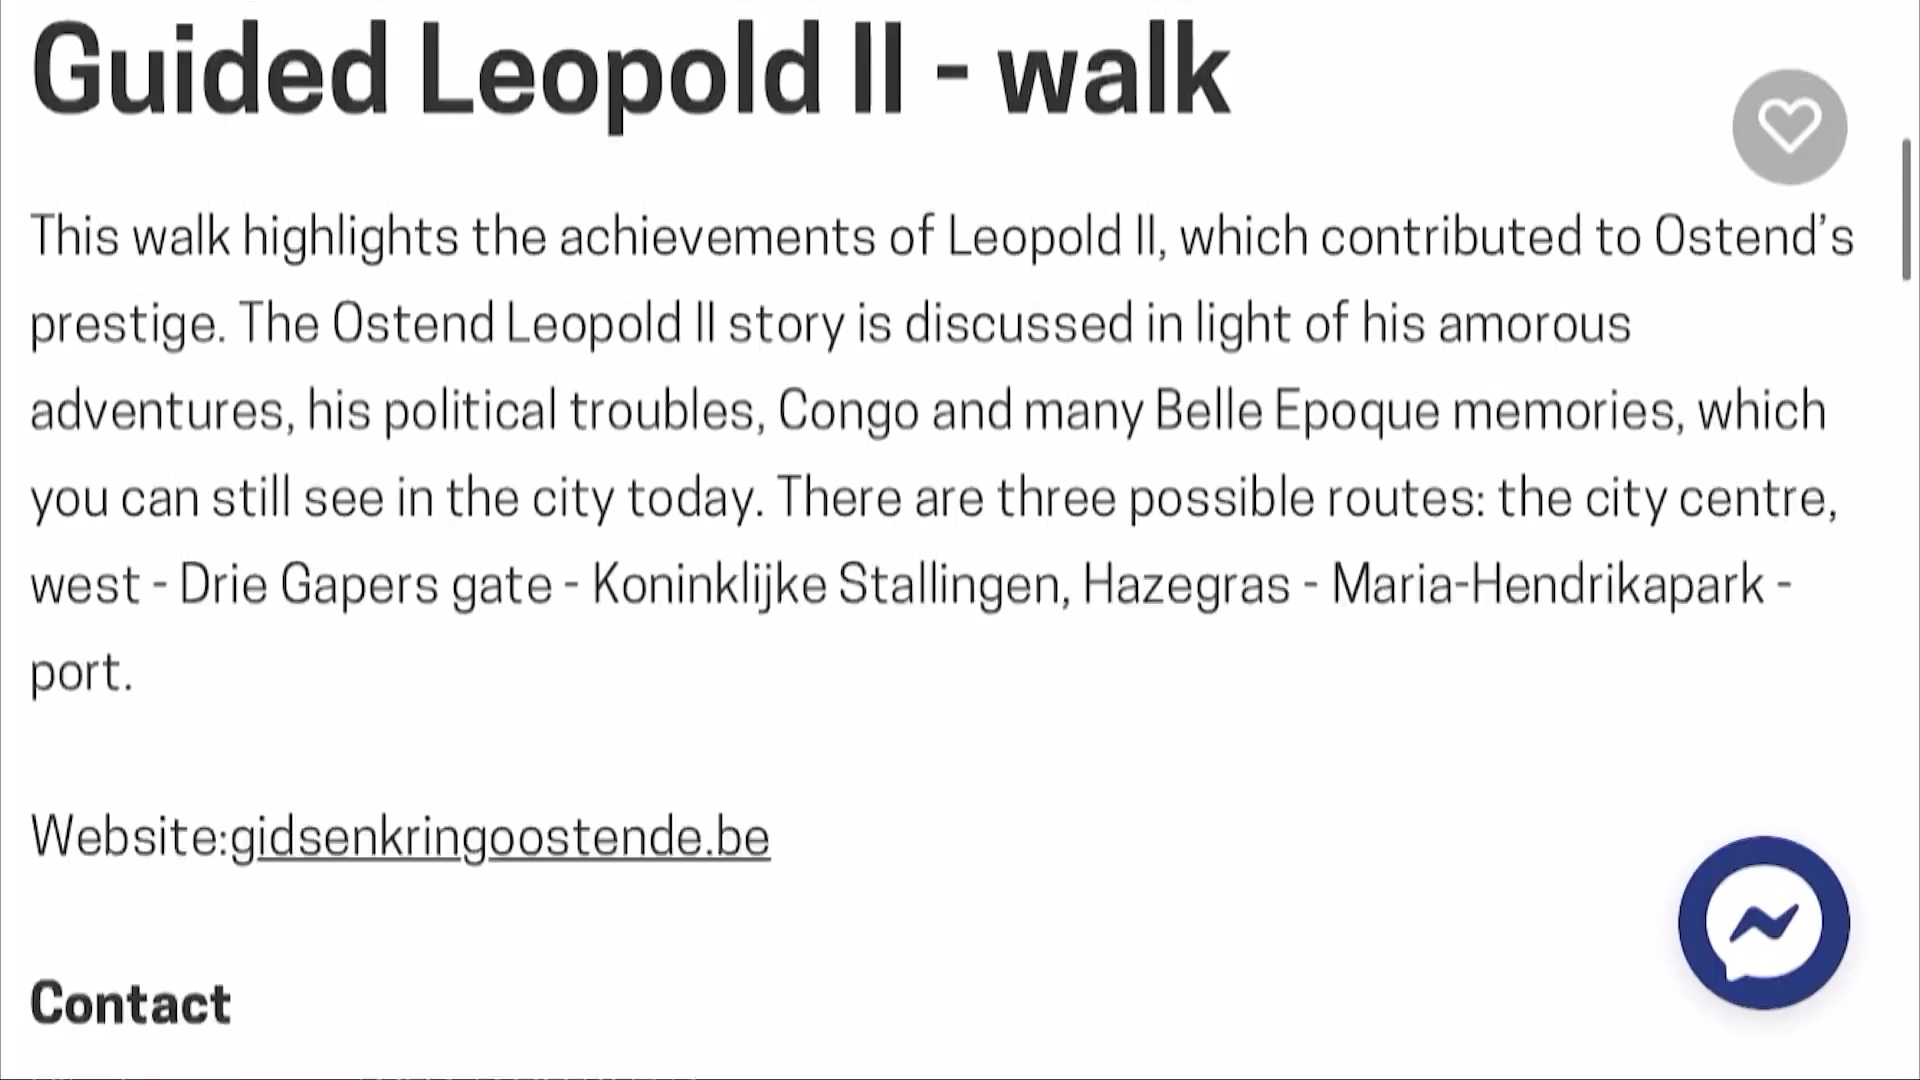 Guided Leopold II - walk
This walk highlights the achievements of Leopold II, which contributed to Ostend’s
prestige. The Ostend Leopold II story is discussed in light of his amorous
adventures, his political troubles, Congo and many Belle Epoque memories, which
you can still see in the city today. There are three possible routes: the city centre,
west - Drie Gapers gate - Koninklijke Stallingen, Hazegras - Maria-Hendrikapark -
port.
Website:gidsenkringoostende.be
Contact